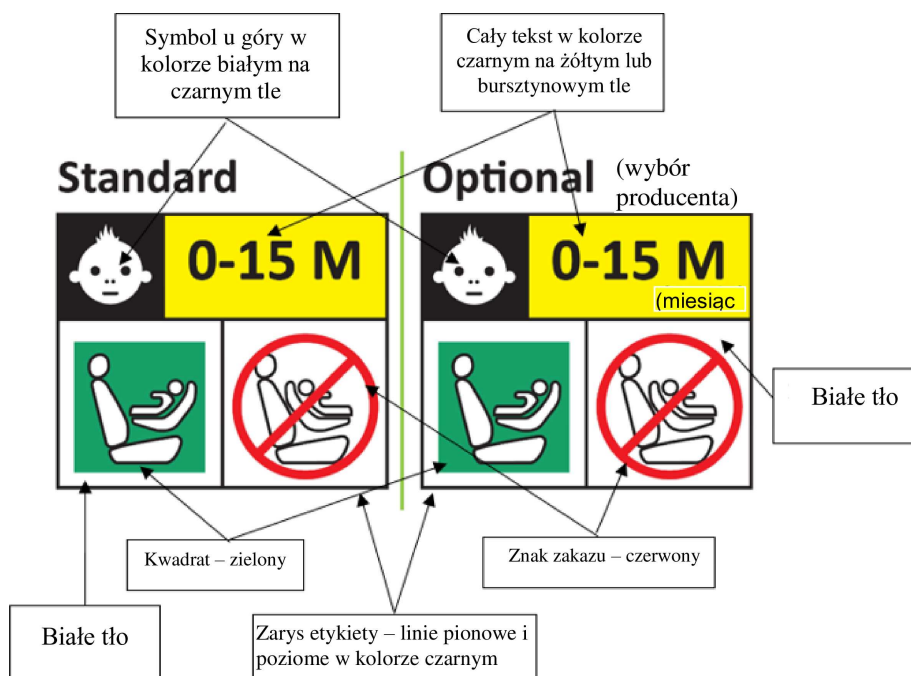 Symbol u góry w
kolorze białym na
czarnym tle
Cały tekst w kolorze
czarnym na żółtym lub
bursztynowym tle
Standard
Optional
(wybór
producenta)
0-15 M
0-15 M
(miesiąc
Białe tło
Kwadrat – zielony
Znak zakazu – czerwony
Białe tło
Zarys etykiety – linie pionowe i
poziome w kolorze czarnym